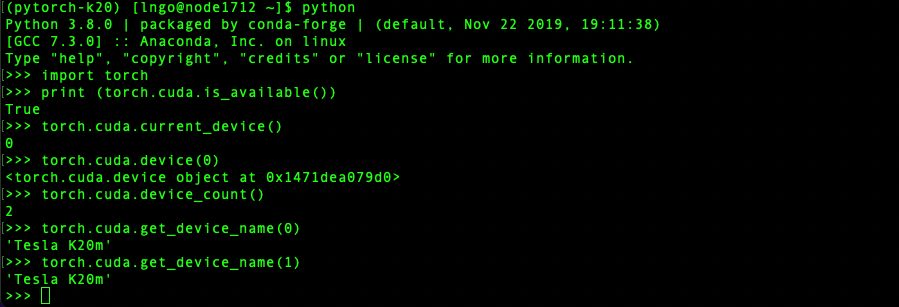 [(pytorch-k20) [lngo@node1712 ~]$ python
Python 3.8.0 | packaged by conda-forge | (default, Nov 22 2019, 19:11:38)
[GCC 7.3.0] :: Anaconda, Inc. on linux
Type "help", "copyright", "credits" or "license" for more information.
[>>> import torch
[>>> print (torch.cuda.is_available())
True
[>>> torch.cuda.current_device()
0
[>>> torch.cuda.device(0)
<torch.cuda.device object at 0x1471dea079d0>
[>>> torch.cuda.device_count()
2
[>>> torch.cuda.get_device_name(0)
'Tesla K20m'
[>>> torch.cuda.get_device_name(1)
'Tesla K20m'
>>>